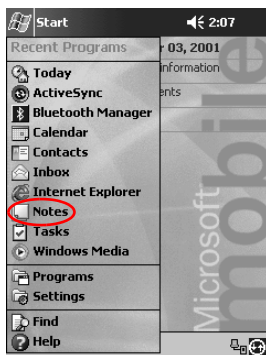 Start 2:07
Recent Programs r 03, 2001
Today information
ActiveSync ents
Bluetooth Manager
Calendar
Contacts
Inbox
Internet Explorer
Notes
Tasks
Windows Media
Programs
Settings
Find
Help
Microsoft
mobile